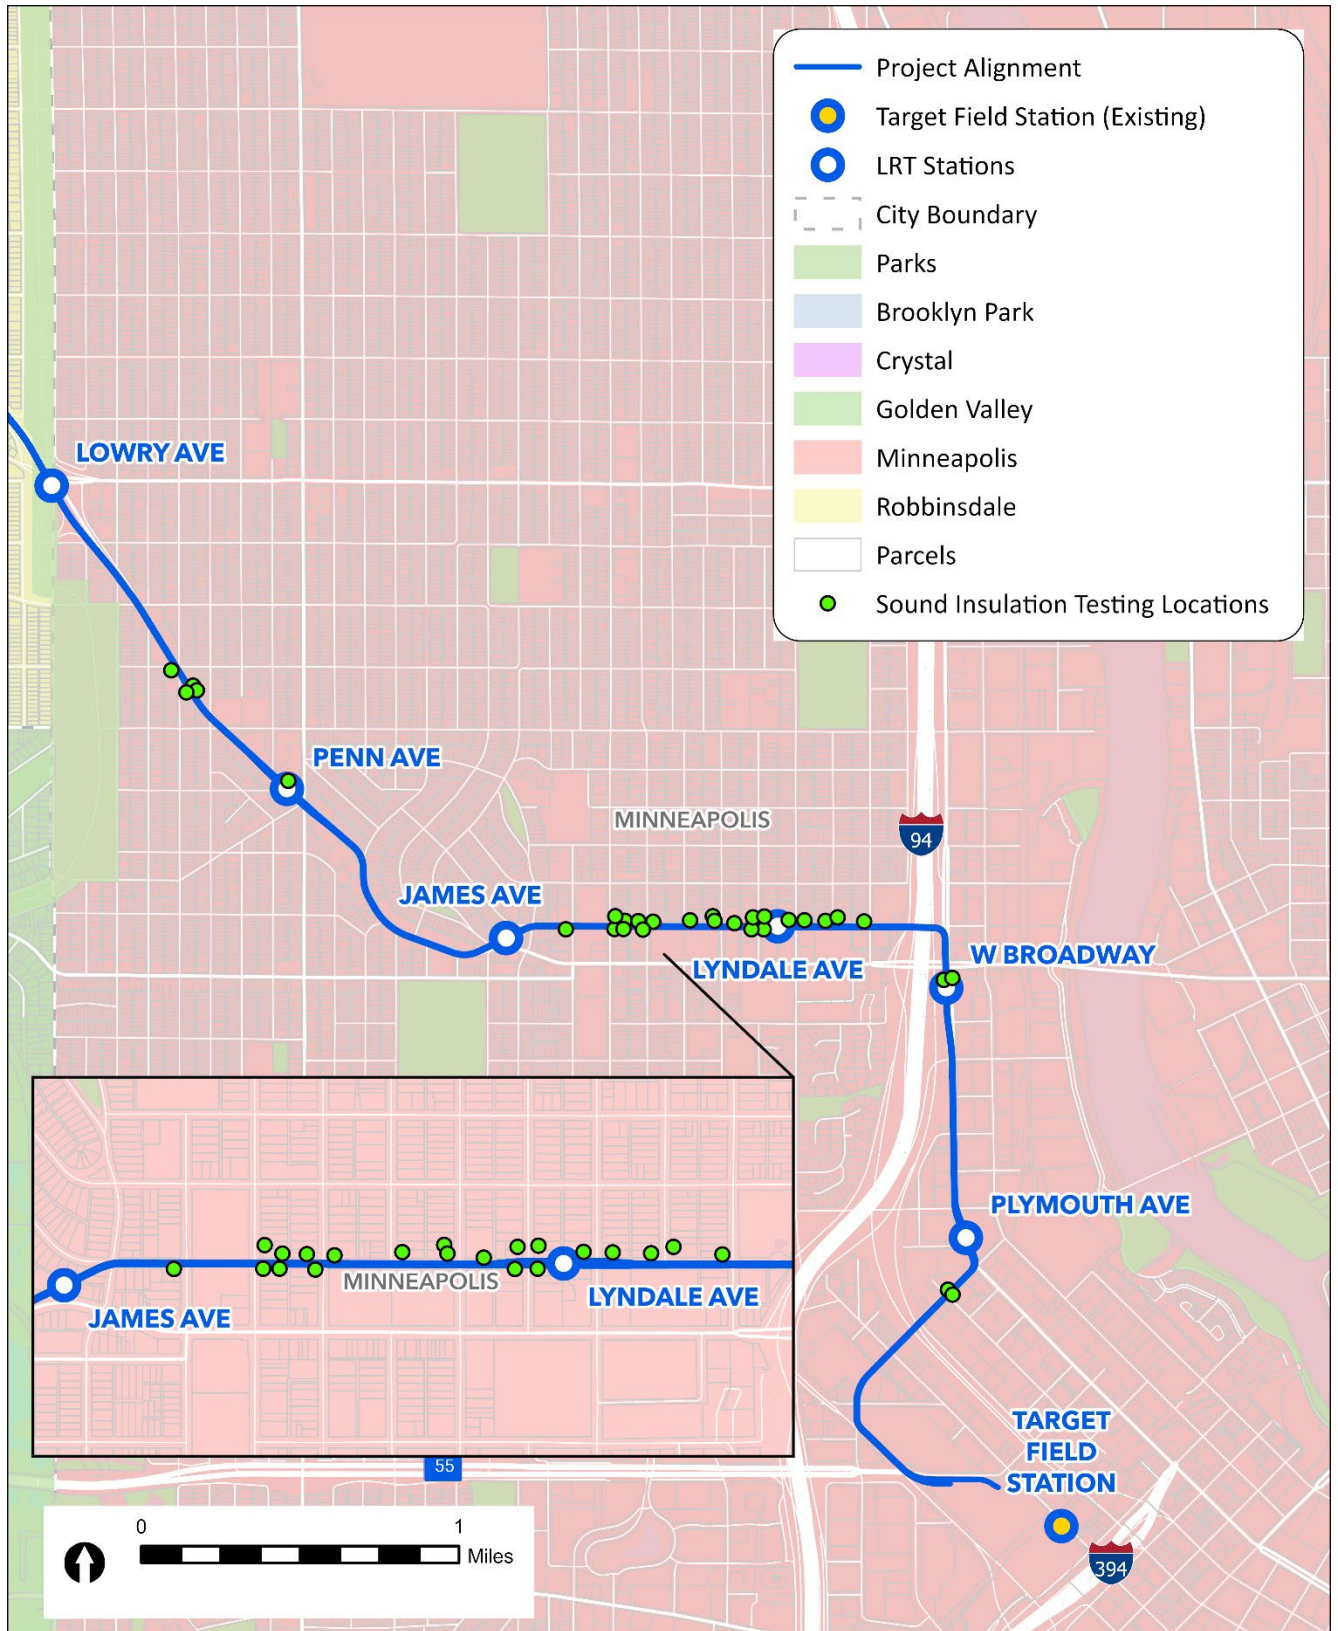 Project Alignment
Target Field Station (Existing)
LRT Stations
City Boundary
Parks
Brooklyn Park
Crystal
Golden Valley
Minneapolis
Robbinsdale
Parcels
Sound Insulation Testing Locations
LOWRY AVE
PENN AVE
MINNEAPOLIS
94
JAMES AVE
LYNDALE AVE
W BROADWAY
PLYMOUTH AVE
MINNEAPOLIS
LYNDALE AVE
JAMES AVE
TARGET
FIELD
STATION
55
394
0 1
Miles